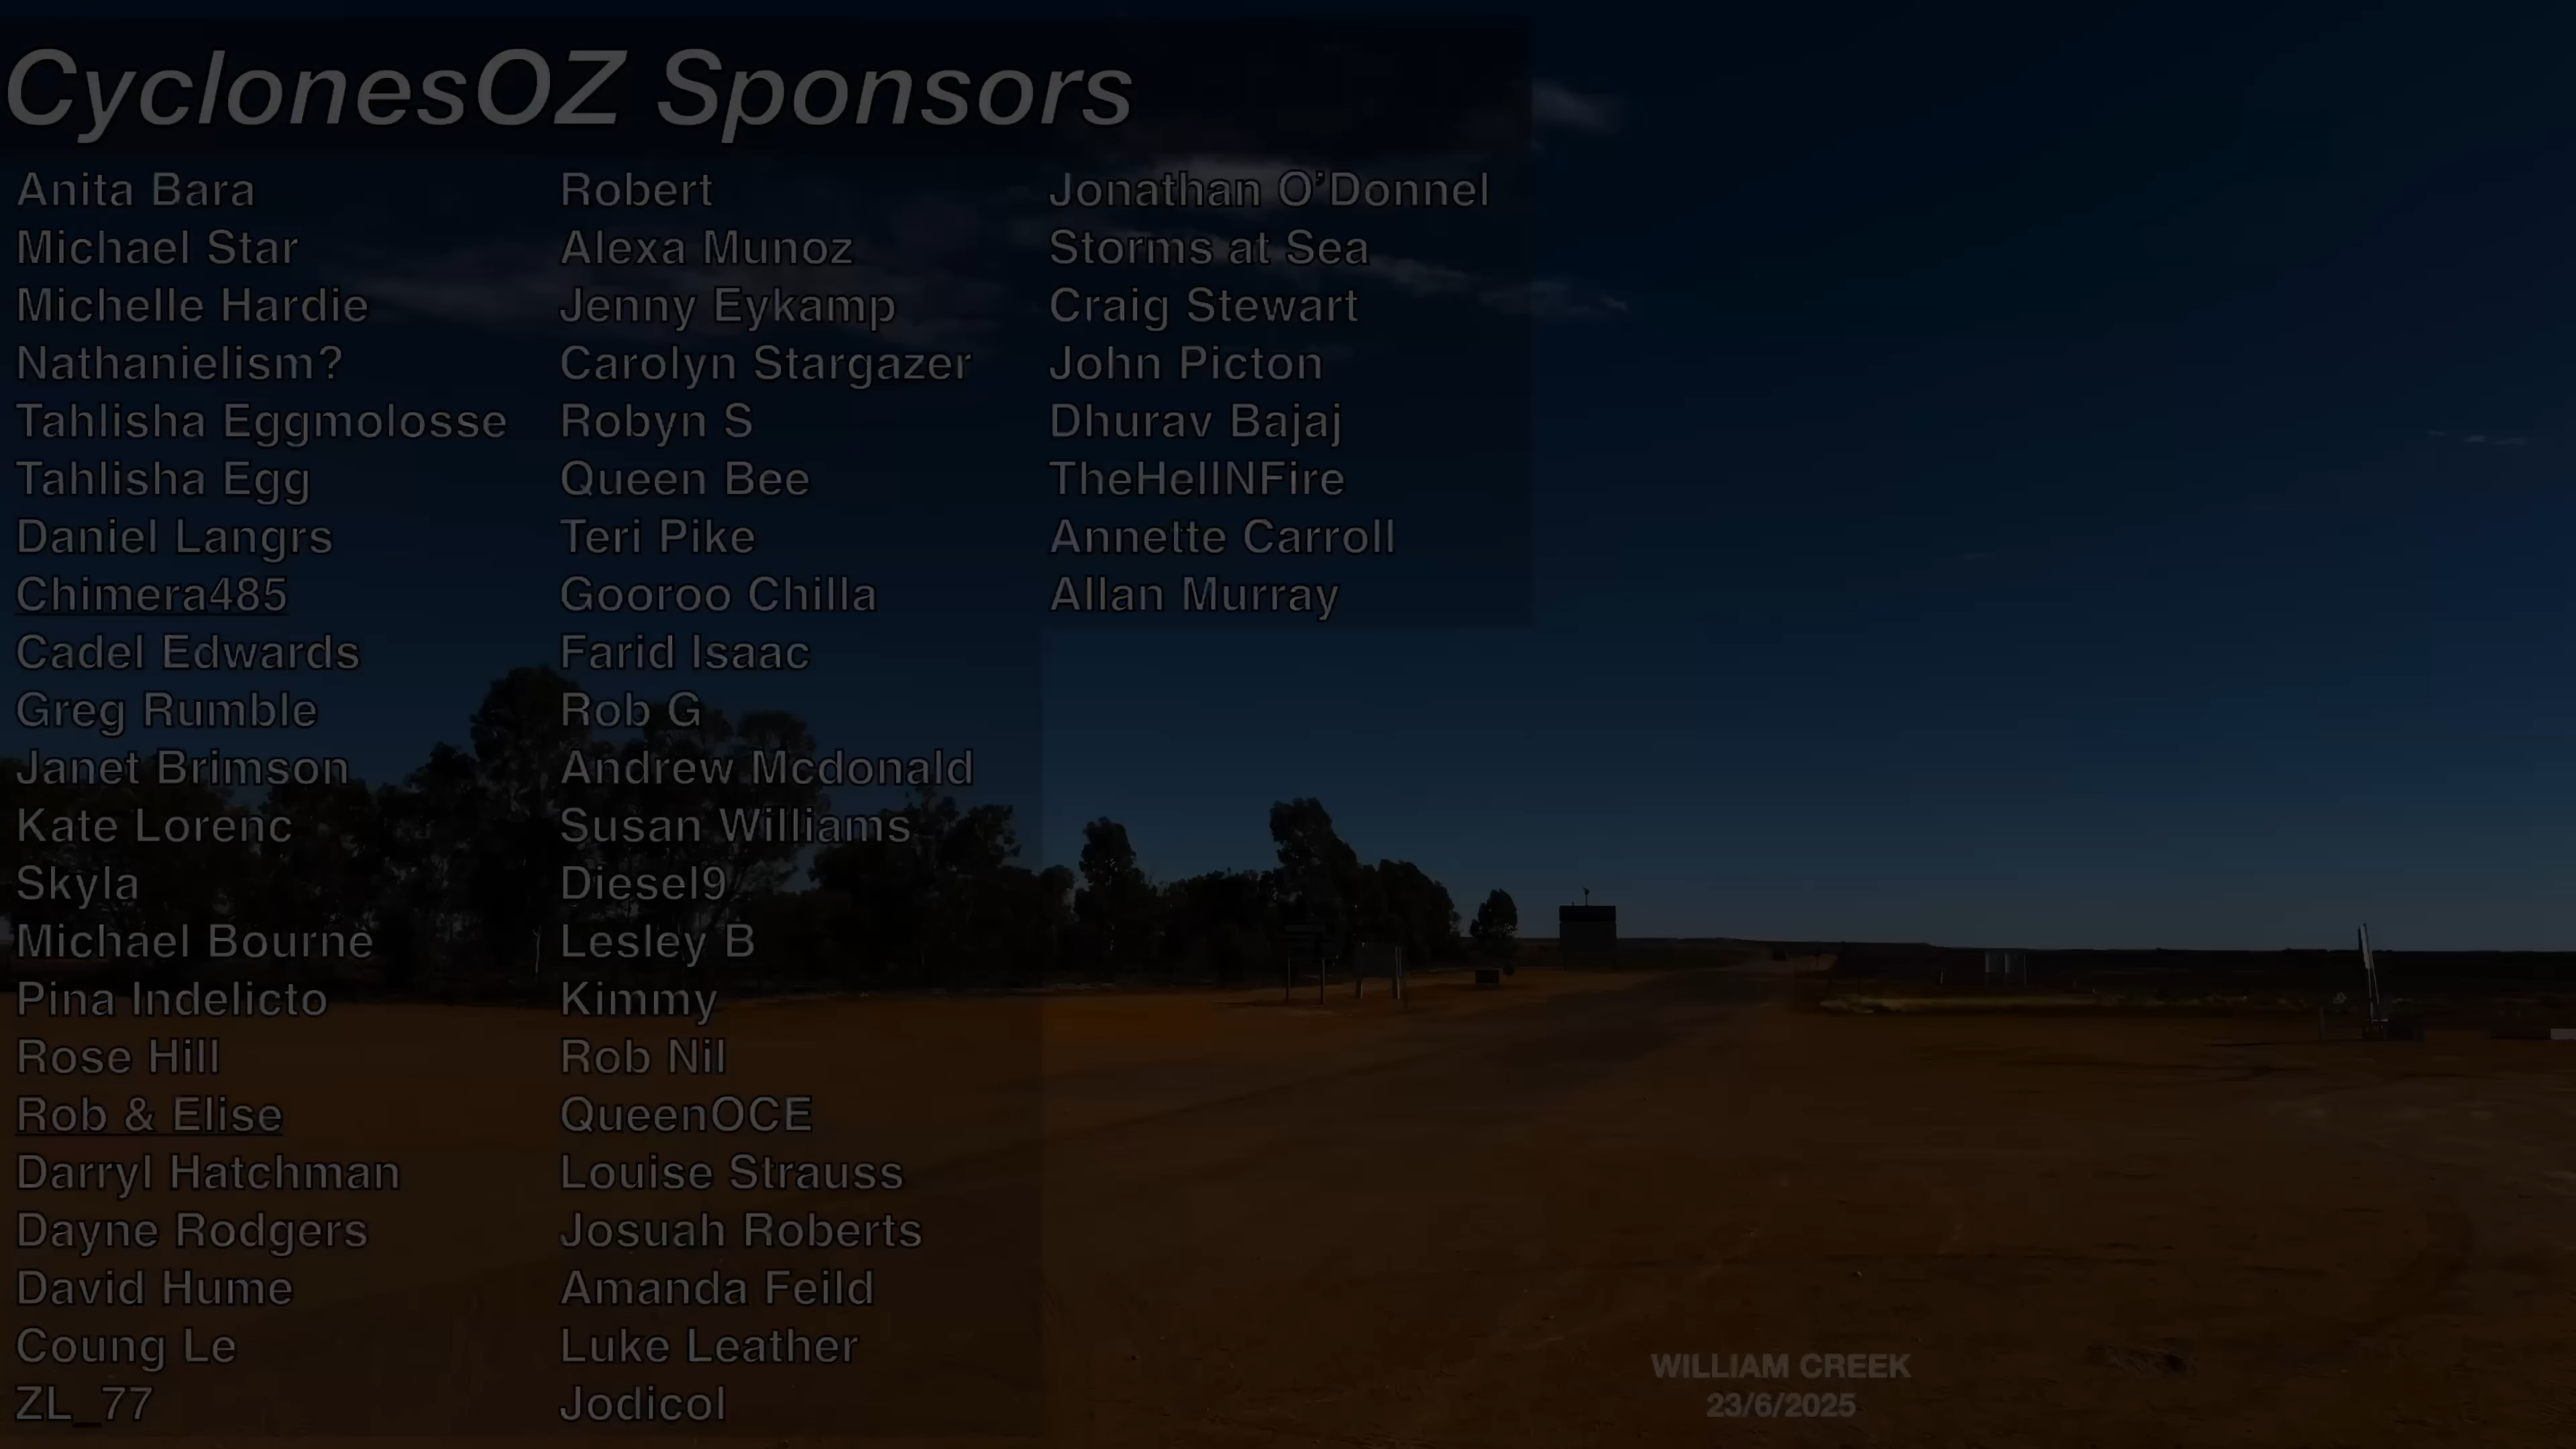 CyclonesOZ Sponsors
Anita Bara
Michael Star
Michelle Hardie
Nathanielism?
Tahlisha Eggmolosse
Tahlisha Egg
Daniel Langrs
Chimera485
Cadel Edwards
Greg Rumble
Janet Brimson
Kate Lorenc
Skyla
Michael Bourne
Pina Indelicto
Rose Hill
Rob & Elise
Darryl Hatchman
Dayne Rodgers
David Hume
Coung Le
ZL_77
Robert
Alexa Munoz
Jenny Eykamp
Carolyn Stargazer
Robyn S
Queen Bee
Teri Pike
Gooroo Chilla
Farid Isaac
Rob G
Andrew Mcdonald
Susan Williams
Diesel9
Lesley B
Kimmy
Rob Nil
QueenOCE
Louise Strauss
Josuah Roberts
Amanda Feild
Luke Leather
Jodicol
Jonathan O'Donnel
Storms at Sea
Craig Stewart
John Picton
Dhurav Bajaj
TheHellNFire
Annette Carroll
Allan Murray
WILLIAM CREEK
23/6/2025